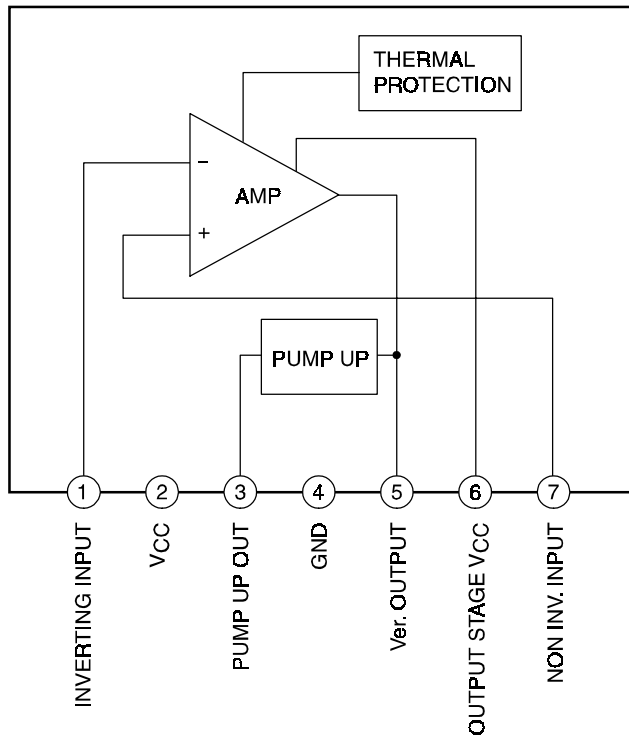 THERMAL
PROTECTION
−
AMP
+
PUMP UP
1
2
3
4
5
6
7
INVERTING INPUT
VCC
PUMP UP OUT
GND
Ver. OUTPUT
OUTPUT STAGE VCC
NON INV. INPUT